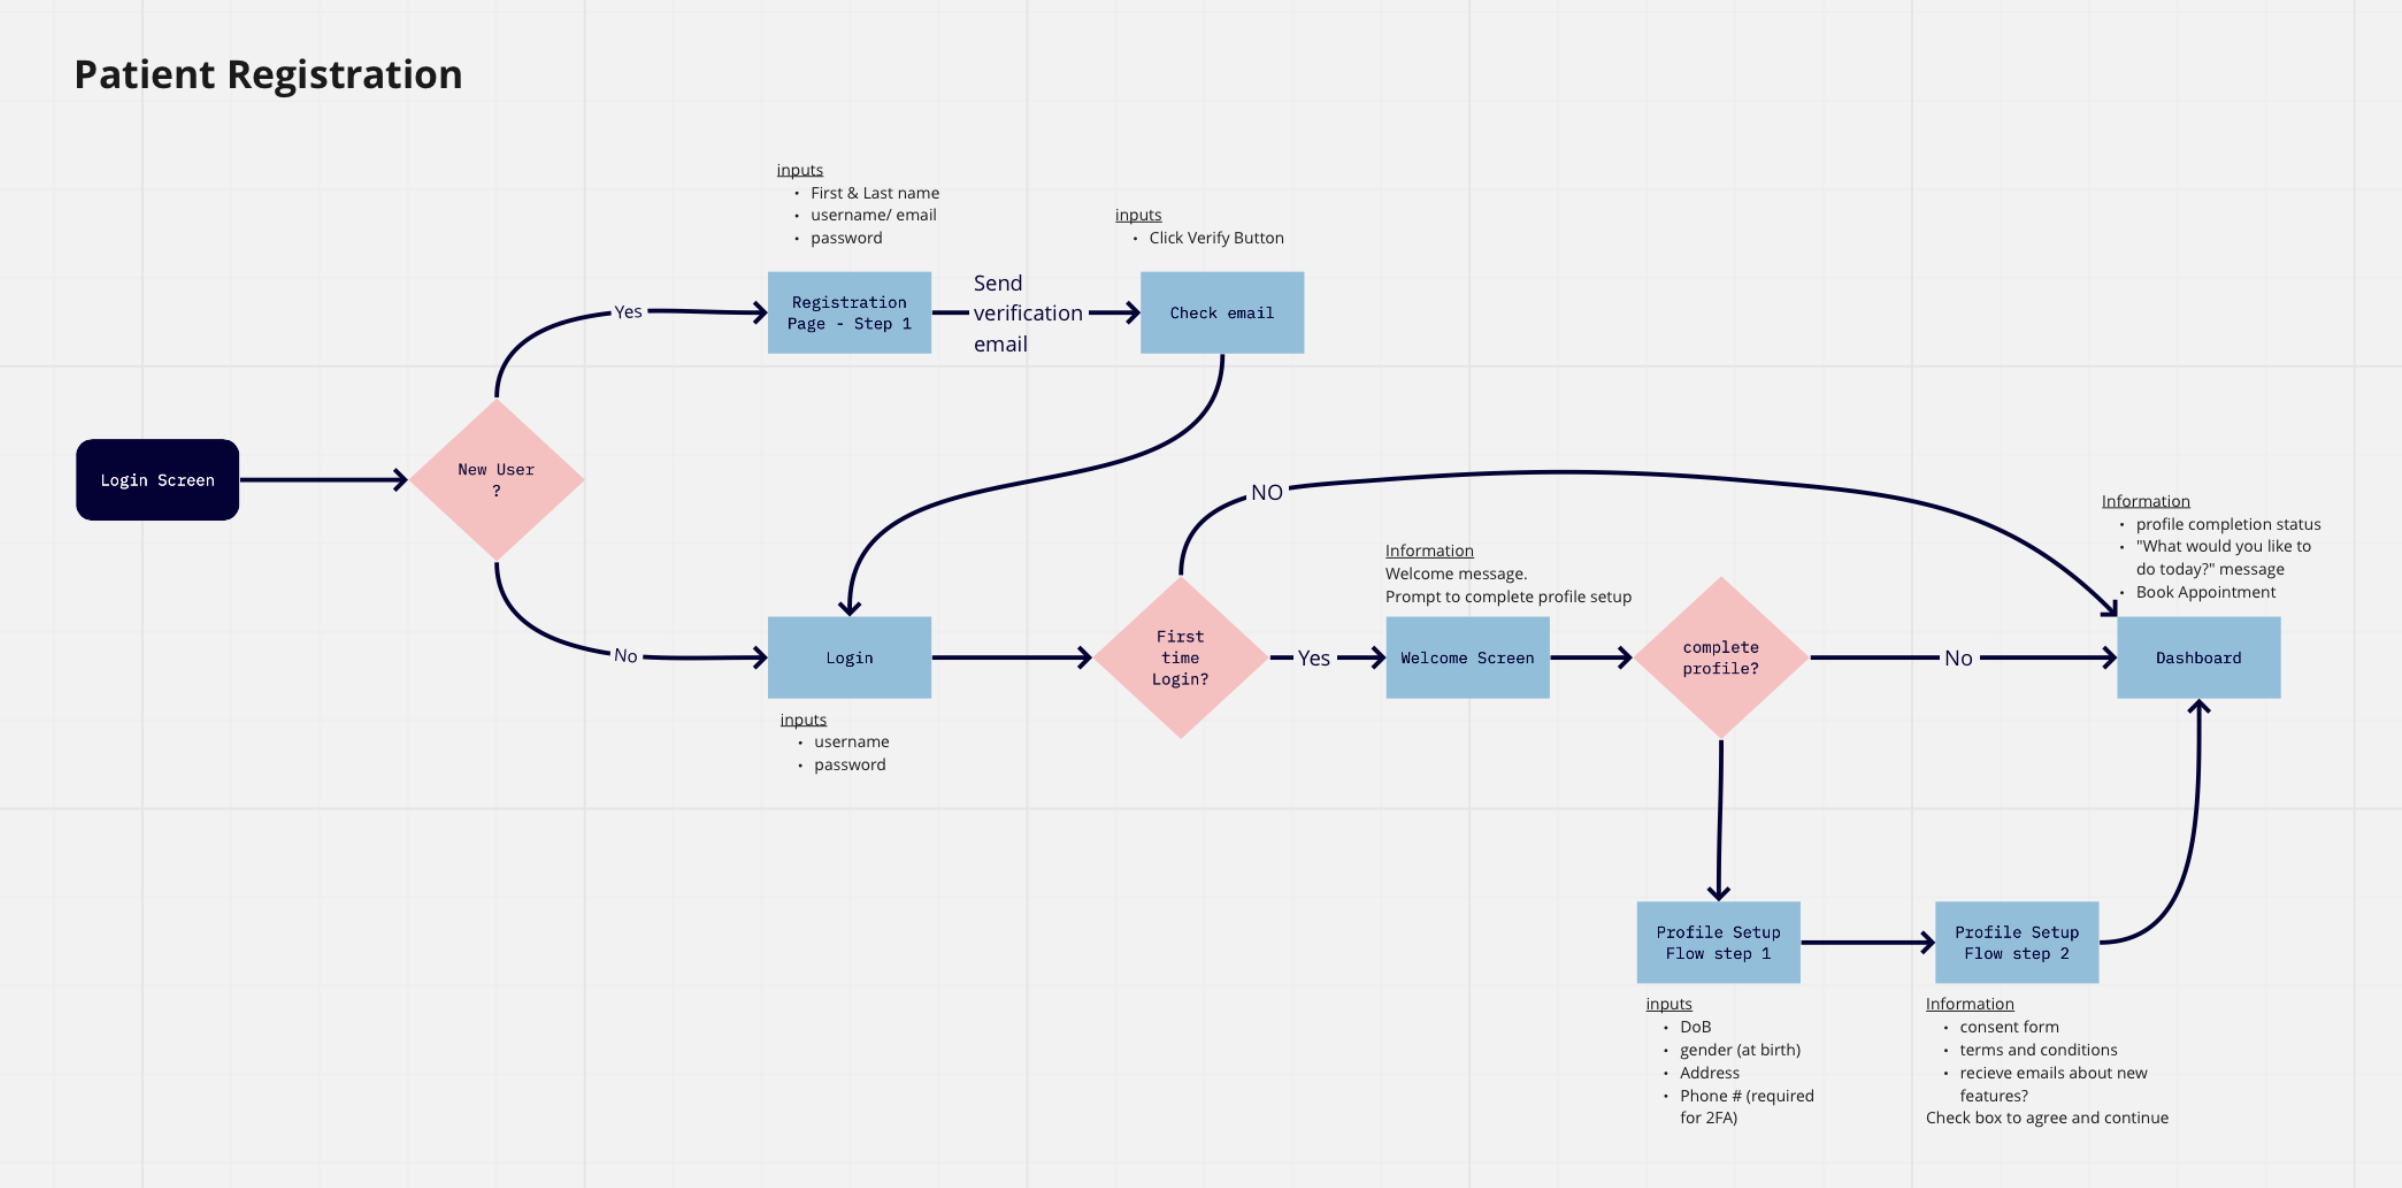 Patient Registration
inputs
• First & Last name
• username/ email
• password
inputs
• Click Verify Button
Registration
Page - Step 1
Send
verification
email
Check email
Yes
Login Screen
New User
?
No
Login
inputs
• username
• password
First
time
Login?
NO
Yes
Information
Welcome message.
Prompt to complete profile setup
Welcome Screen
complete
profile?
No
Information
• profile completion status
• "What would you like to
do today?" message
• Book Appointment
Dashboard
Profile Setup
Flow step 1
inputs
• DoB
• gender (at birth)
• Address
• Phone # (required
for 2FA)
Profile Setup
Flow step 2
Information
• consent form
• terms and conditions
• recieve emails about new
features?
Check box to agree and continue